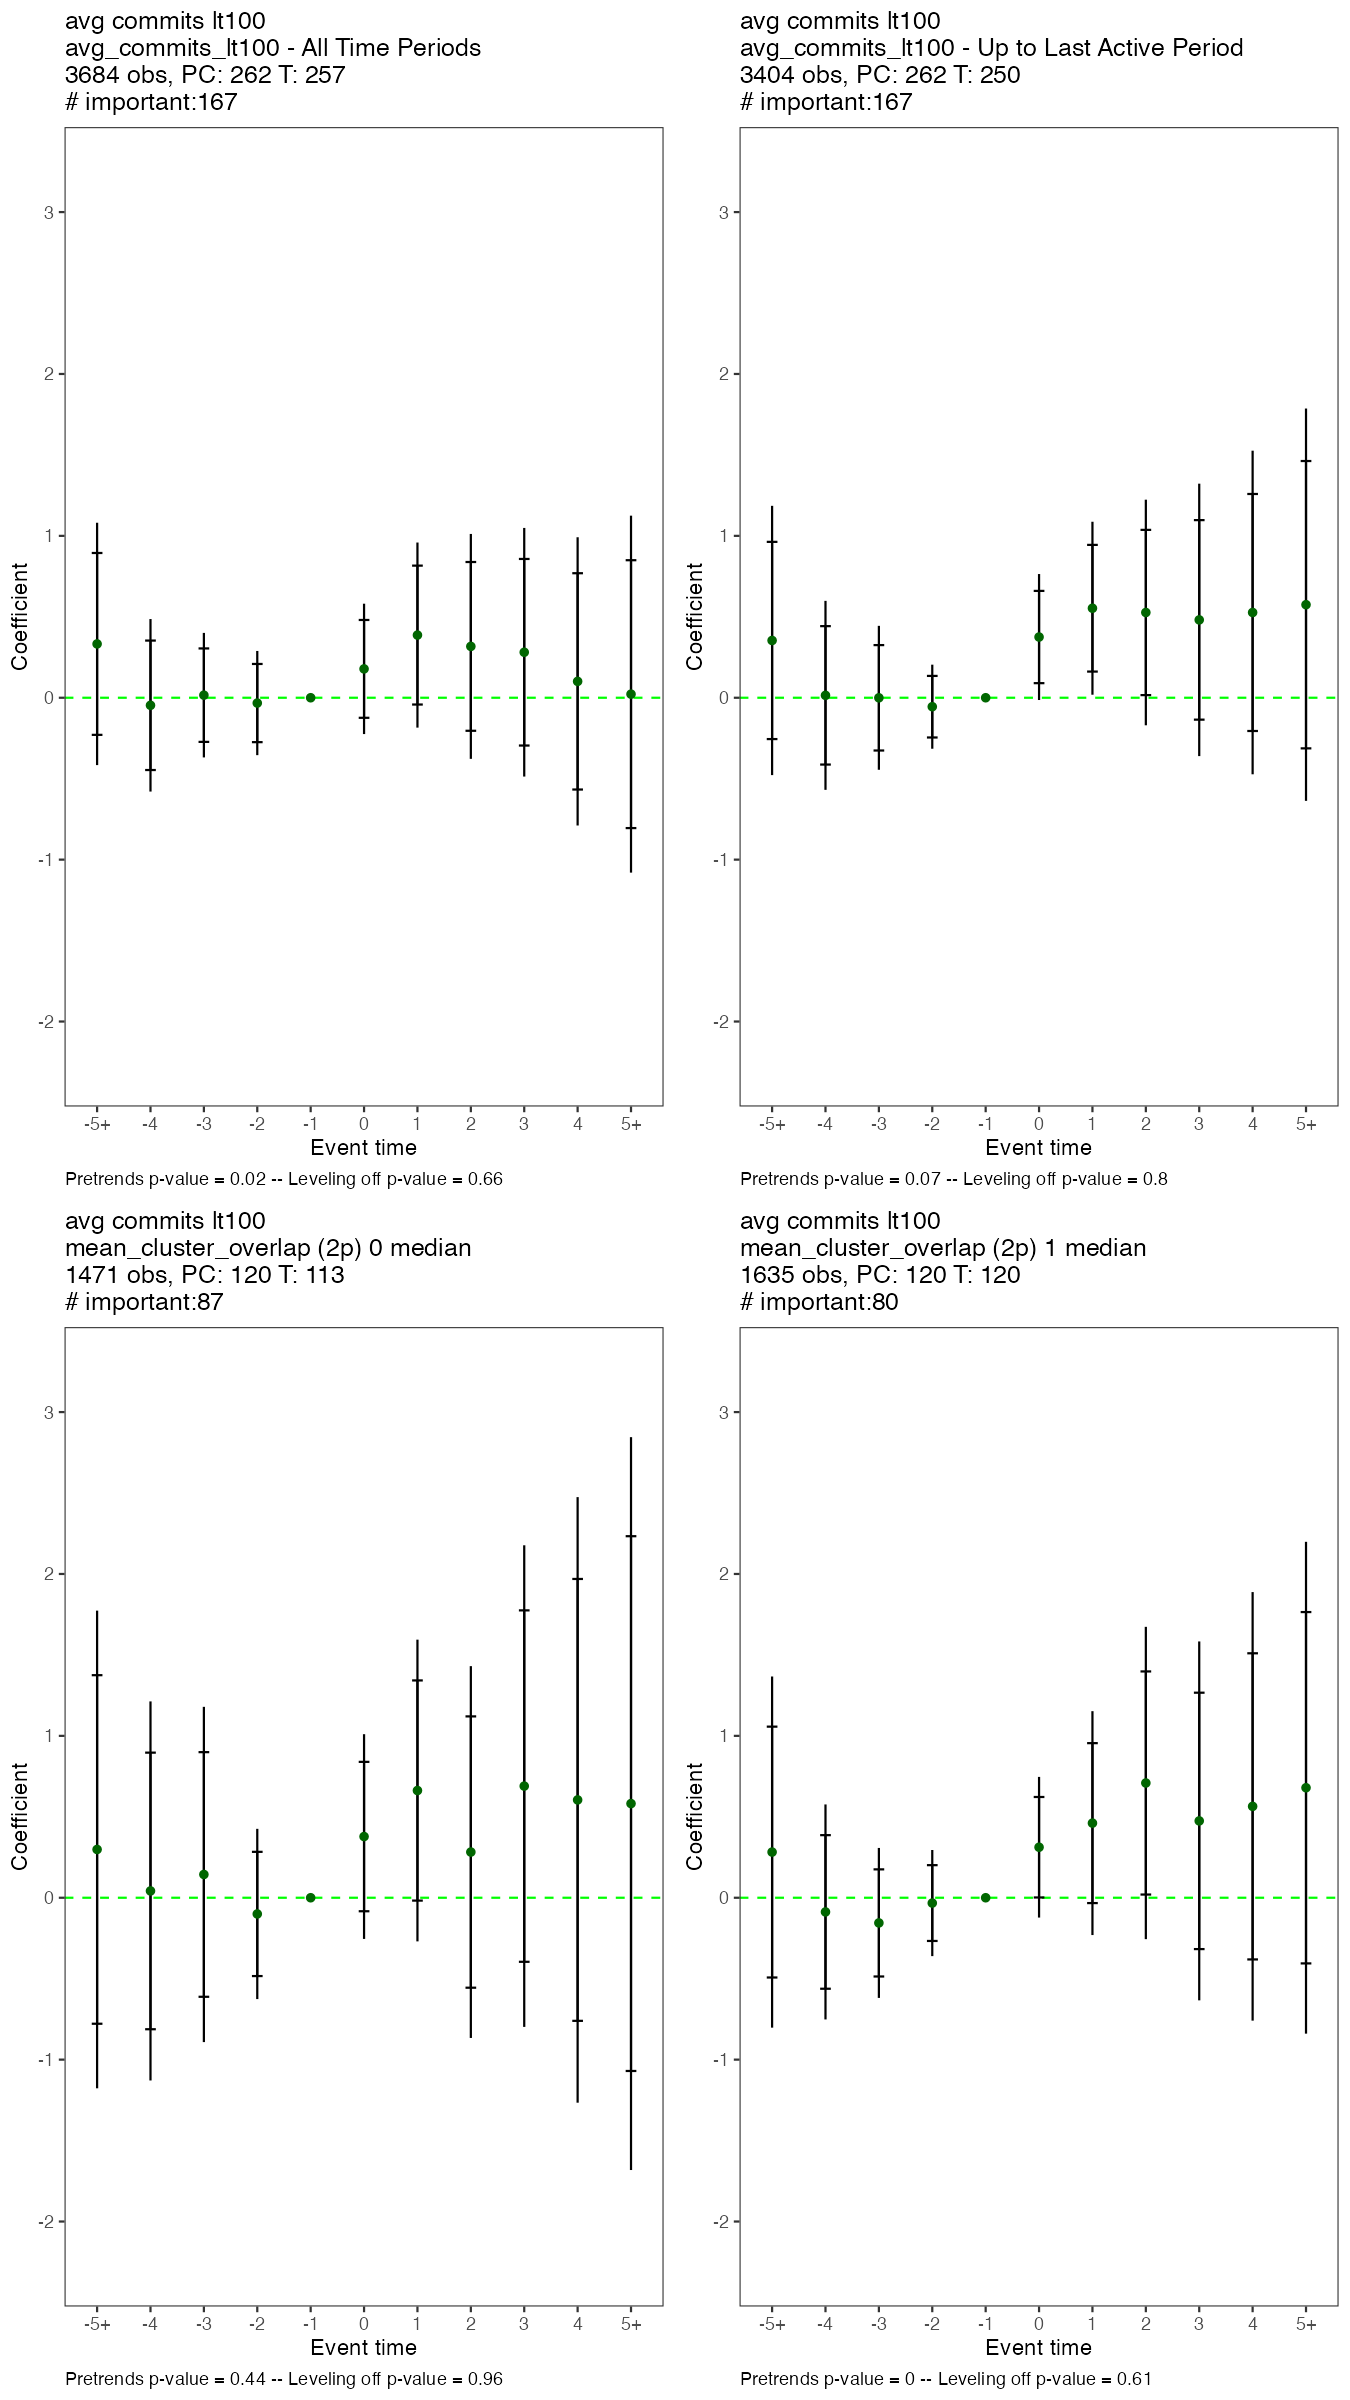 avg commits lt100
avg_commits_lt100 - All Time Periods
3684 obs, PC: 262 T: 257
# important:167
3
2
1
0
-1
-2
Coefficient
-5+ -4 -3 -2 -1 0 1 2 3 4 5+
Event time
Pretrends p-value = 0.02 -- Leveling off p-value = 0.66
avg commits lt100
avg_commits_lt100 - Up to Last Active Period
3404 obs, PC: 262 T: 250
# important:167
3
2
1
0
-1
-2
Coefficient
-5+ -4 -3 -2 -1 0 1 2 3 4 5+
Event time
Pretrends p-value = 0.07 -- Leveling off p-value = 0.8
avg commits lt100
mean_cluster_overlap (2p) 0 median
1471 obs, PC: 120 T: 113
# important:87
3
2
1
0
-1
-2
Coefficient
-5+ -4 -3 -2 -1 0 1 2 3 4 5+
Event time
Pretrends p-value = 0.44 -- Leveling off p-value = 0.96
avg commits lt100
mean_cluster_overlap (2p) 1 median
1635 obs, PC: 120 T: 120
# important:80
3
2
1
0
-1
-2
Coefficient
-5+ -4 -3 -2 -1 0 1 2 3 4 5+
Event time
Pretrends p-value = 0 -- Leveling off p-value = 0.61